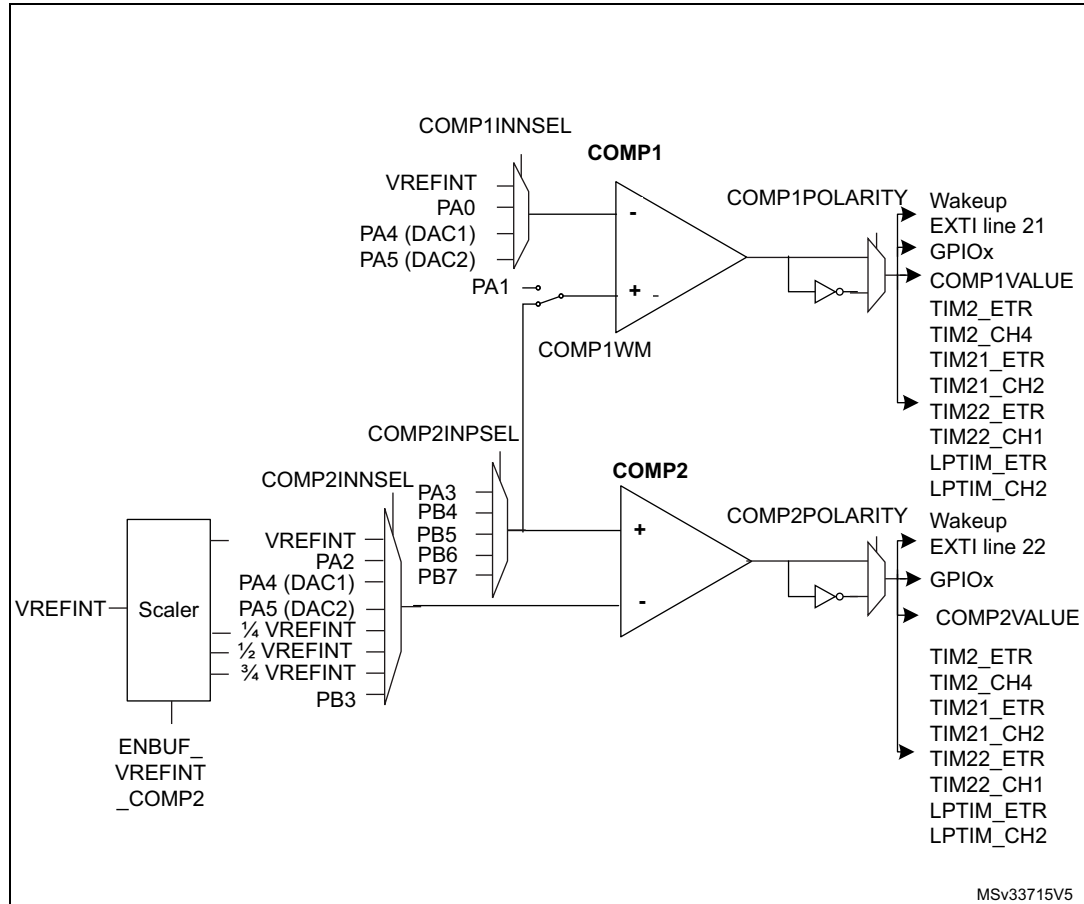 COMP1INNSEL
COMP1
VREFINT
PA0
PA4 (DAC1)
PA5 (DAC2)
PA1
-
+
-
COMP1WM
COMP1POLARITY
Wakeup
EXTI line 21
GPIOx
COMP1VALUE
TIM2_ETR
TIM2_CH4
TIM21_ETR
TIM21_CH2
TIM22_ETR
TIM22_CH1
LPTIM_ETR
LPTIM_CH2
COMP2INPSEL
COMP2
PA3
PB4
PB5
PB6
PB7
COMP2INNSEL
VREFINT
PA2
PA4 (DAC1)
PA5 (DAC2)
¼ VREFINT
½ VREFINT
¾ VREFINT
PB3
VREFINT
Scaler
ENBUF_
VREFINT
_COMP2
+
-
COMP2POLARITY
Wakeup
EXTI line 22
GPIOx
COMP2VALUE
TIM2_ETR
TIM2_CH4
TIM21_ETR
TIM21_CH2
TIM22_ETR
TIM22_CH1
LPTIM_ETR
LPTIM_CH2
MSv33715V5